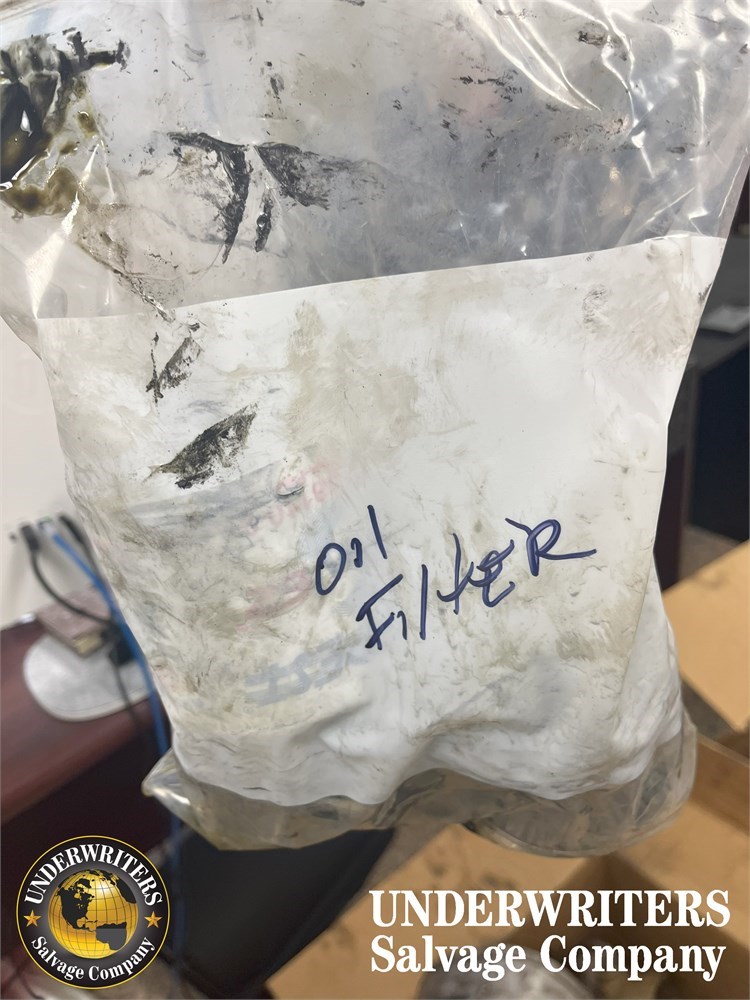 Oil
FiltER
UNDERWRITERS
Salvage Company
UNDERWRITERS
Salvage Company